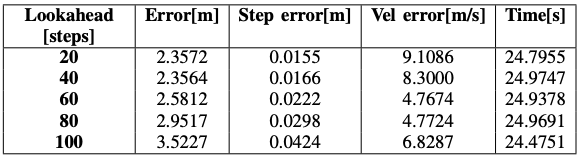 Lookahead [steps] Error[m] Step error[m] Vel error[m/s] Time[s]
20 2.3572 0.0155 9.1086 24.7955
40 2.3564 0.0166 8.3000 24.9747
60 2.5812 0.0222 4.7674 24.9378
80 2.9517 0.0298 4.7724 24.9691
100 3.5227 0.0424 6.8287 24.4751